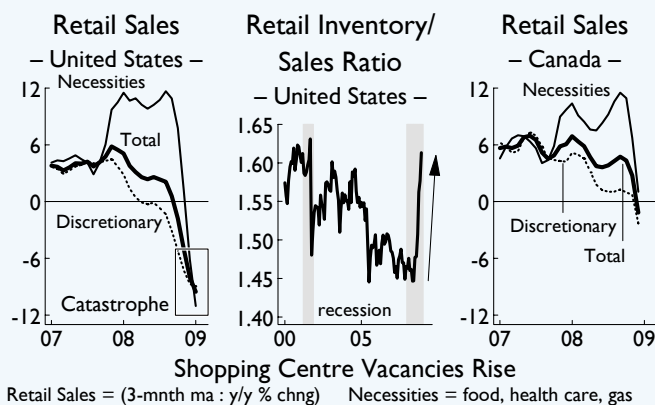 Retail Sales
– United States –
12
6
0
-6
-12
Necessities
Total
Discretionary
Catastrophe
07 08 09
Retail Inventory/
Sales Ratio
– United States –
1.65
1.60
1.55
1.50
1.45
1.40
recession
00 05
Retail Sales
– Canada –
12
6
0
-6
-12
Necessities
Discretionary
Total
07 08 09
Shopping Centre Vacancies Rise
Retail Sales = (3-mnth ma : y/y % chng) Necessities = food, health care, gas